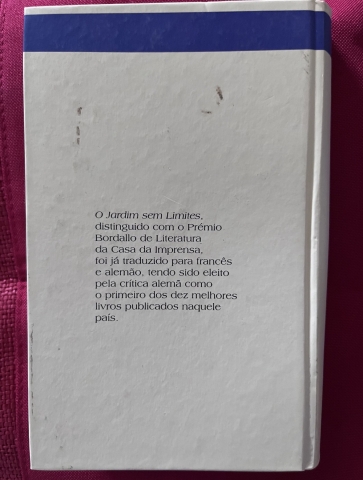 O Jardim sem Limites,
distinguido com o Prémio
Bordallo de Literatura
da Casa da Imprensa,
foi já traduzido para francês
e alemão, tendo sido eleito
pela crítica alemã como
o primeiro dos dez melhores
livros publicados naquele
país.